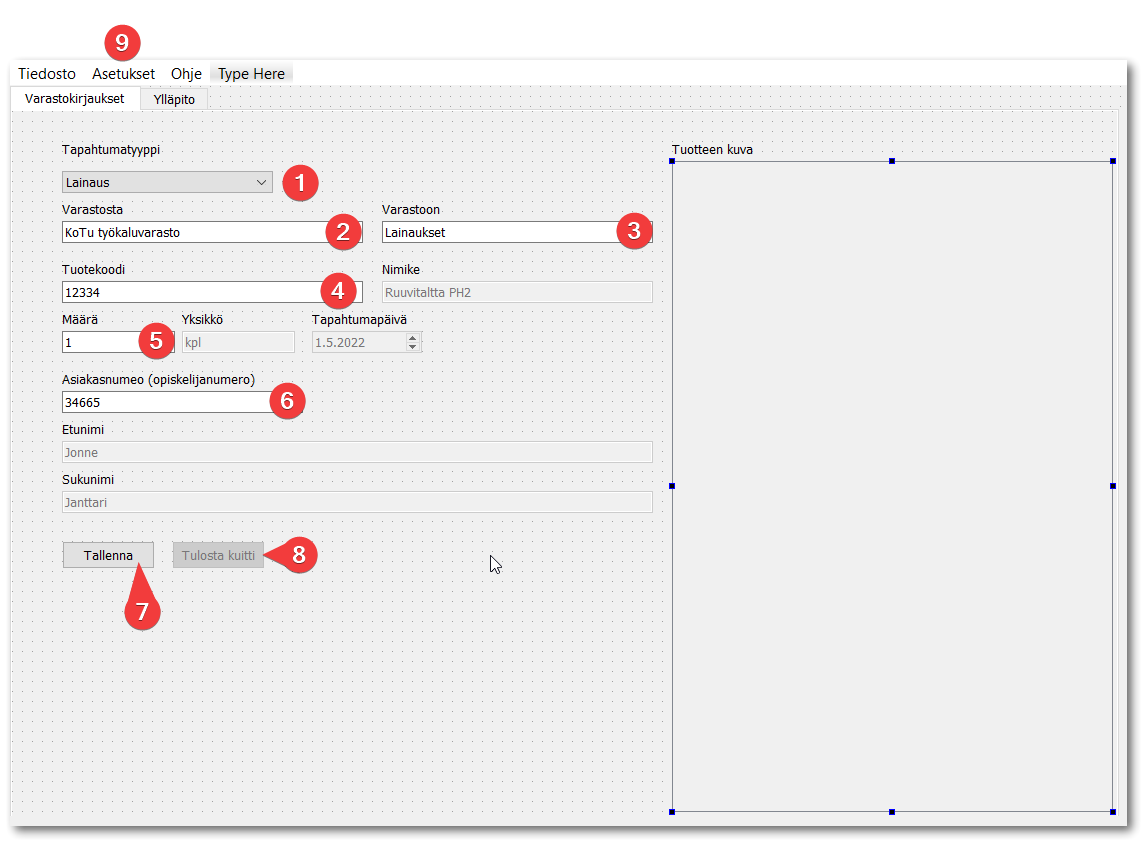 9
Tiedosto Asetukset Ohje Type Here
Varastokirjaukset Ylläpito
Tapahtumatyyppi
Tuotteen kuva
Lainaus 1
Varastosta Varastoon
KoTu työkaluvarasto 2 Lainaukset 3
Tuotekoodi Nimike
12334 4 Ruuvitaltta PH2
Määrä Yksikkö Tapahtumapäivä
1 5 kpl 1.5.2022
Asiakasnumeo (opiskelijanumero)
34665 6
Etunimi
Jonne
Sukunimi
Janttari
Tallenna Tulosta kuitti 8
7